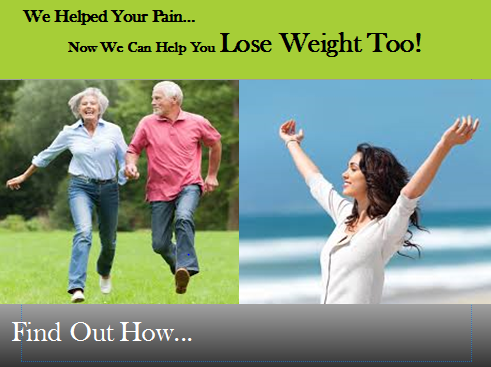 We Helped Your Pain...
Now We Can Help You Lose Weight Too!
Find Out How...